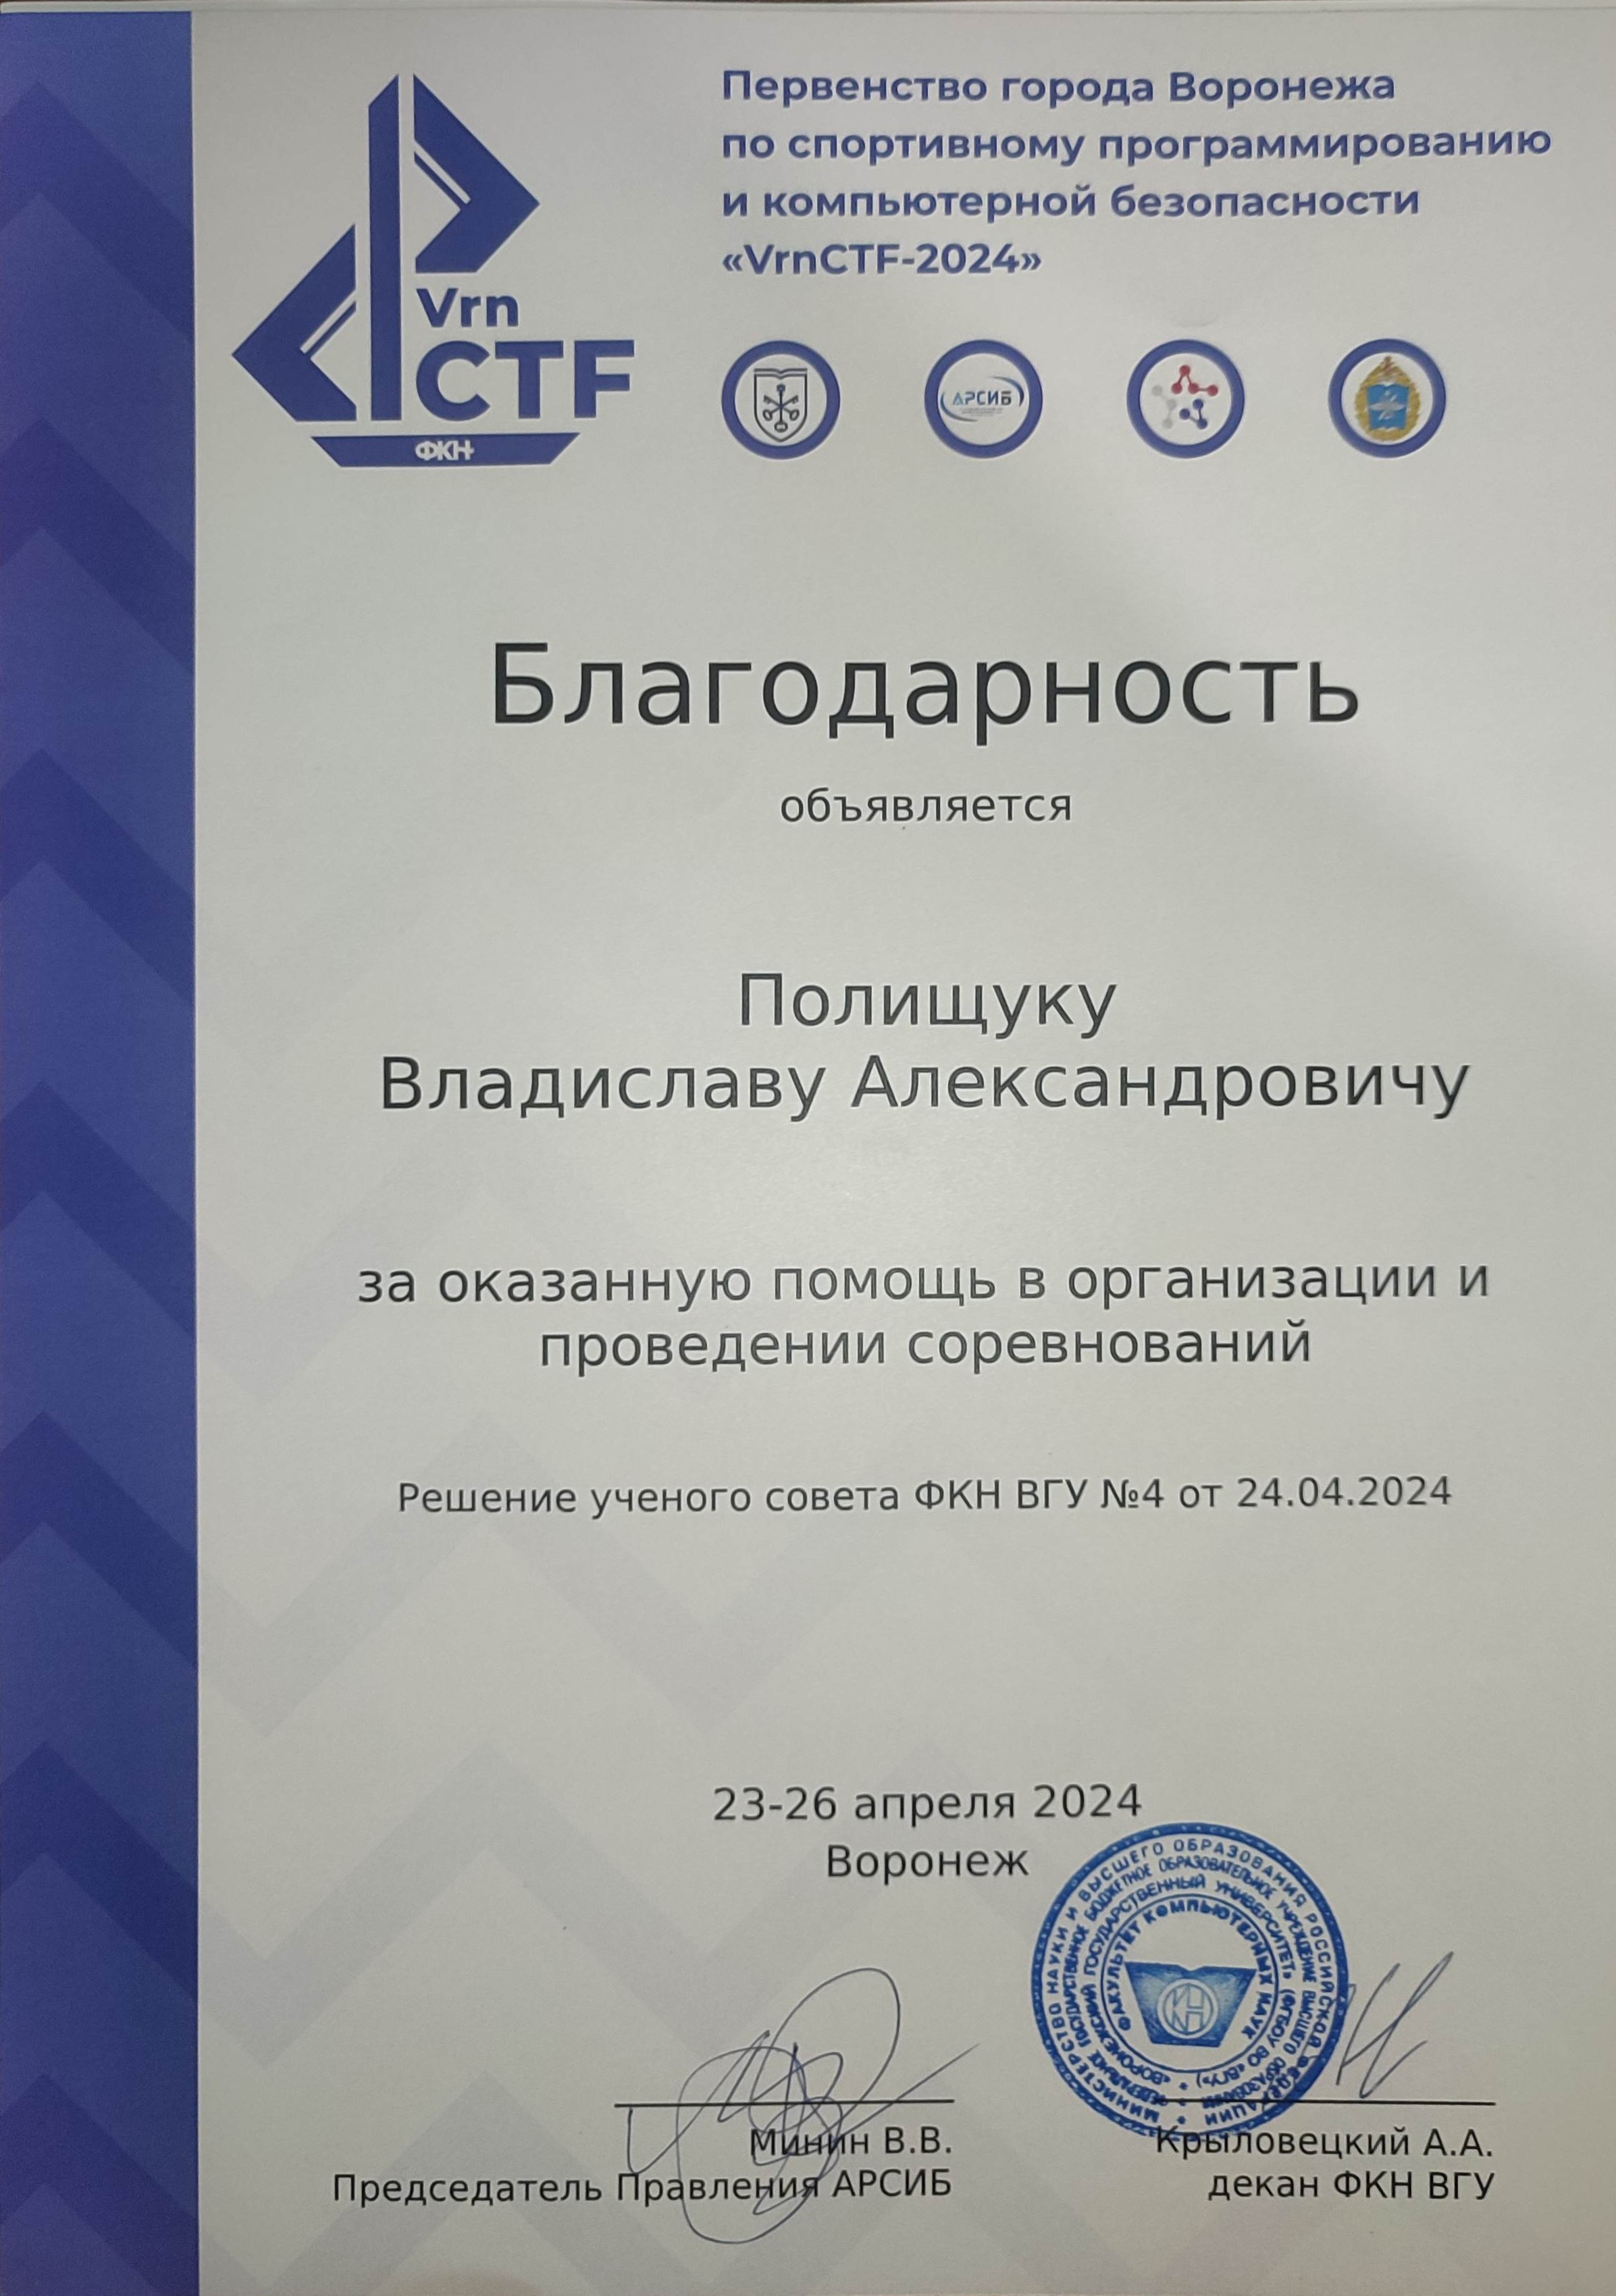 Первенство города Воронежа
по спортивному программированию
и компьютерной безопасности
«VrnCTF-2024»
Vrn
CTF
ФКН
АРСИБ
Благодарность
объявляется
Полищуку
Владиславу Александровичу
за оказанную помощь в организации и
проведении соревнований
Решение ученого совета ФКН ВГУ №4 от 24.04.2024
23-26 апреля 2024
Воронеж
МИНИСТЕРСТВО НАУКИ И ВЫСШЕГО ОБРАЗОВАНИЯ РОССИЙСКОЙ ФЕДЕРАЦИИ
ФЕДЕРАЛЬНОЕ ГОСУДАРСТВЕННОЕ БЮДЖЕТНОЕ ОБРАЗОВАТЕЛЬНОЕ УЧРЕЖДЕНИЕ ВЫСШЕГО ОБРАЗОВАНИЯ
«ВОРОНЕЖСКИЙ ГОСУДАРСТВЕННЫЙ УНИВЕРСИТЕТ» (ФГБОУ ВО «ВГУ»)
ФАКУЛЬТЕТ КОМПЬЮТЕРНЫХ НАУК
КН
Минин В.В.
Председатель Правления АРСИБ
Крыловецкий А.А.
декан ФКН ВГУ